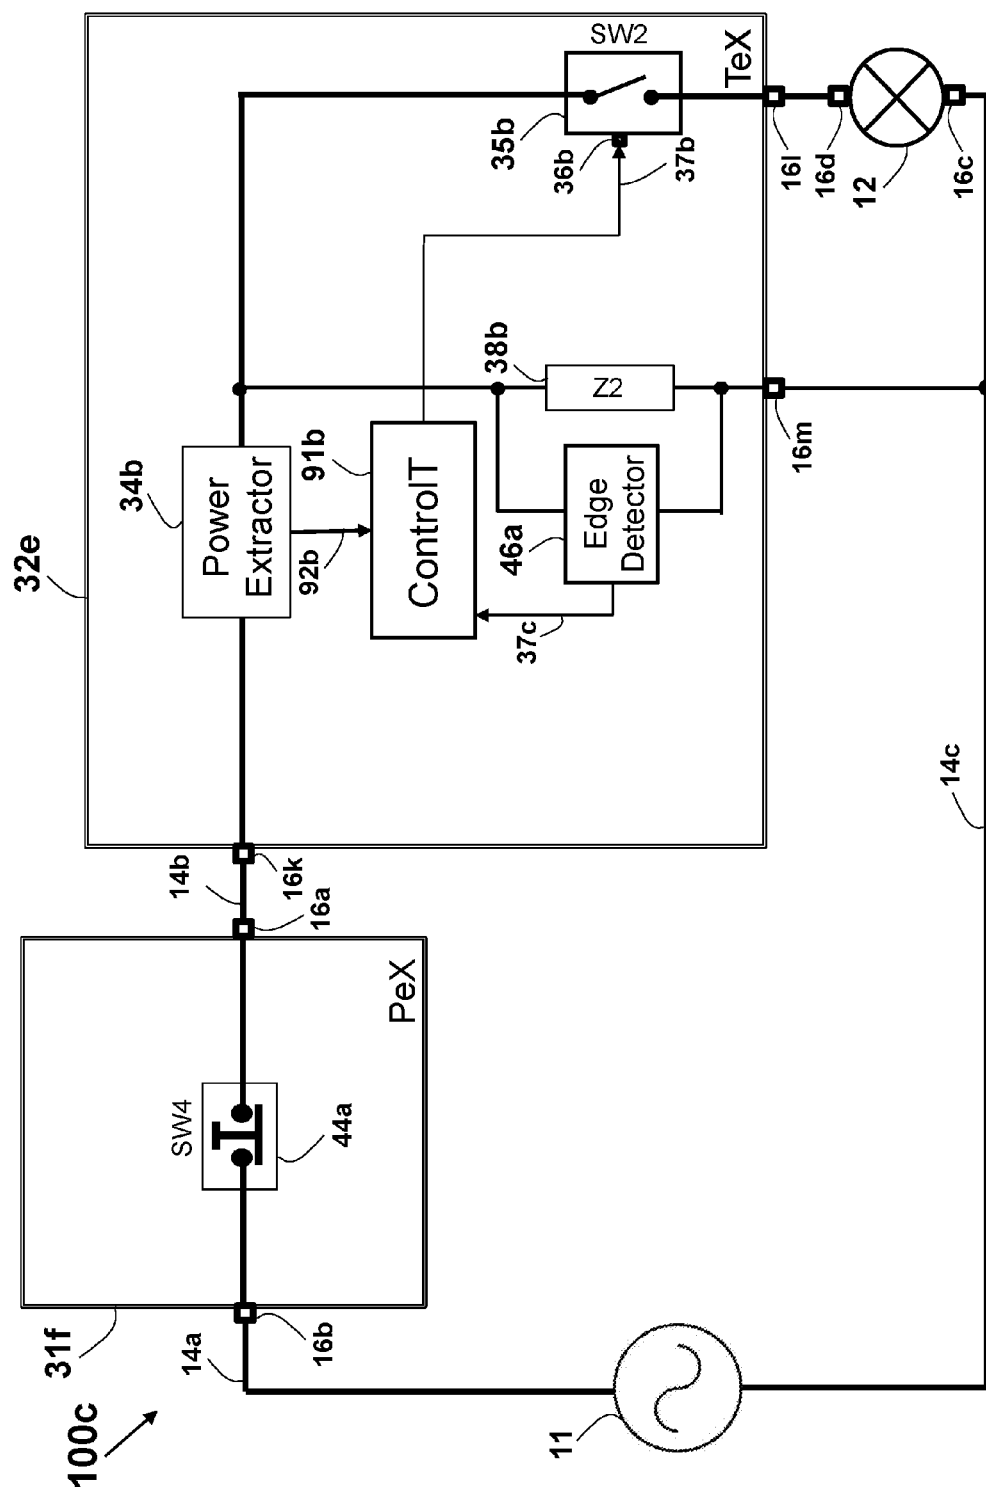 100c
31f
14a
16b
11
SW4
44a
PeX
16a
14b
16k
32e
34b
Power
Extractor
92b
91b
ControlT
37c
46a
Edge
Detector
38b
Z2
16m
35b
36b
37b
SW2
TeX
16l
16d
12
16c
14c